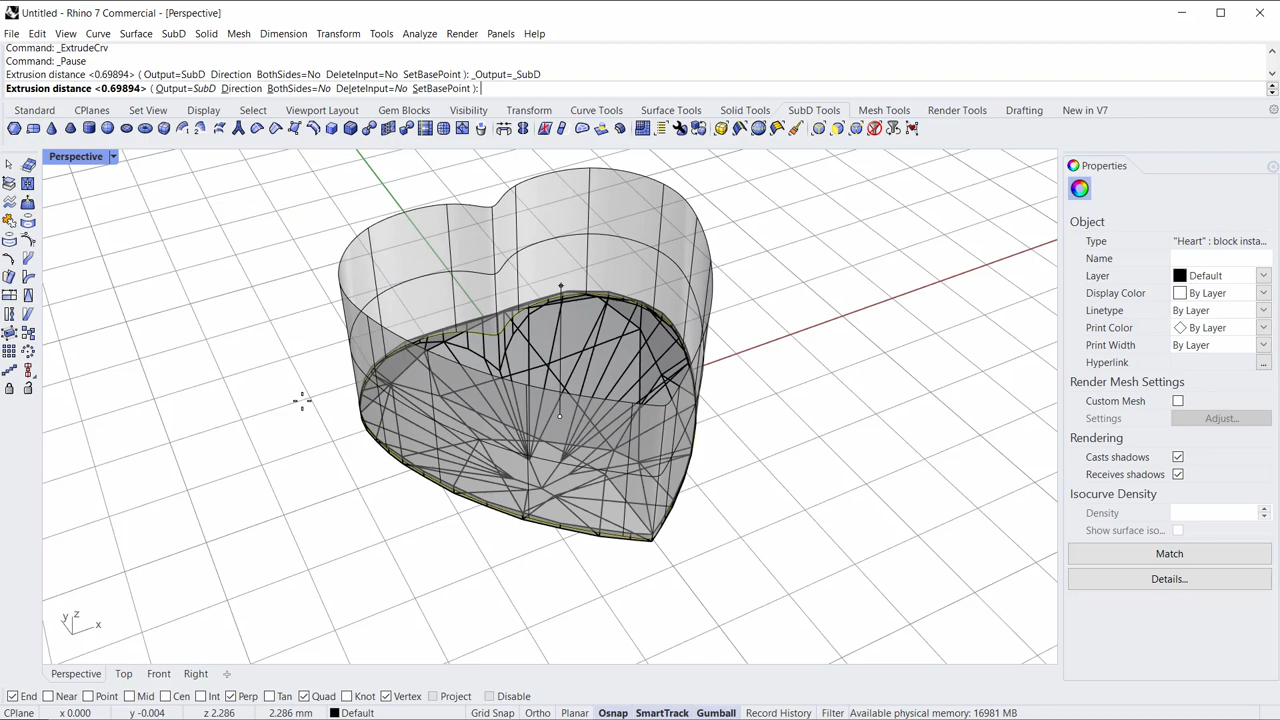 Untitled - Rhino 7 Commercial - [Perspective]
File Edit View Curve Surface SubD Solid Mesh Dimension Transform Tools Analyze Render Panels Help
Command: _ExtrudeCrv
Command: _Pause
Extrusion distance <0.69894> ( Output=SubD Direction BothSides=No DeleteInput=No SetBasePoint ): _Output=_SubD
Extrusion distance <0.69894> ( Output=SubD Direction BothSides=No DeleteInput=No SetBasePoint ):
Standard CPlanes Set View Display Select Viewport Layout Gem Blocks Visibility Transform Curve Tools Surface Tools Solid Tools SubD Tools Mesh Tools Render Tools Drafting New in V7
Perspective
Properties
Object
Type "Heart" : block insta...
Name
Layer Default
Display Color By Layer
Linetype By Layer
Print Color By Layer
Print Width By Layer
Hyperlink ...
Render Mesh Settings
Custom Mesh
Settings Adjust...
Rendering
Casts shadows
Receives shadows
Isocurve Density
Density
Show surface iso...
Match
Details...
y z x
Perspective Top Front Right
End Near Point Mid Cen Int Perp Tan Quad Knot Vertex Project Disable
CPlane x 0.000 y -0.004 z 2.286 2.286 mm Default Grid Snap Ortho Planar Osnap SmartTrack Gumball Record History Filter Available physical memory: 16981 MB